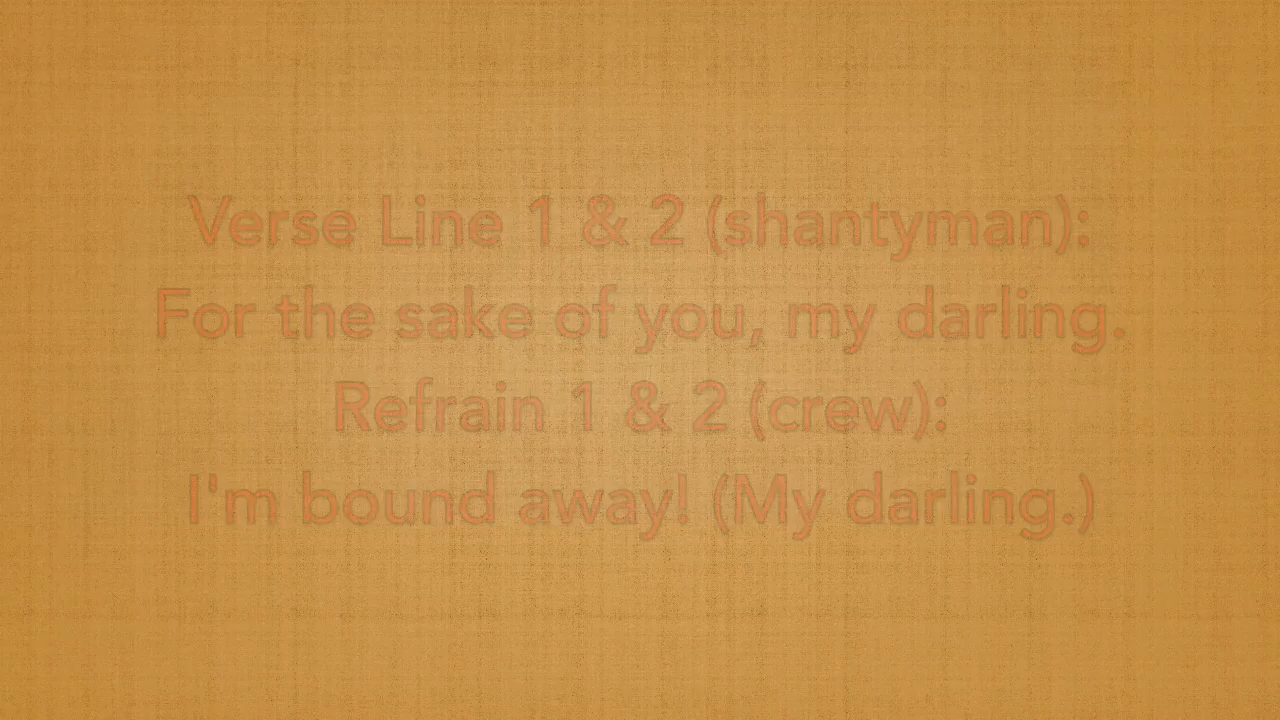 Verse Line 1 & 2 (shantyman):
For the sake of you, my darling.
Refrain 1 & 2 (crew):
I'm bound away! (My darling.)